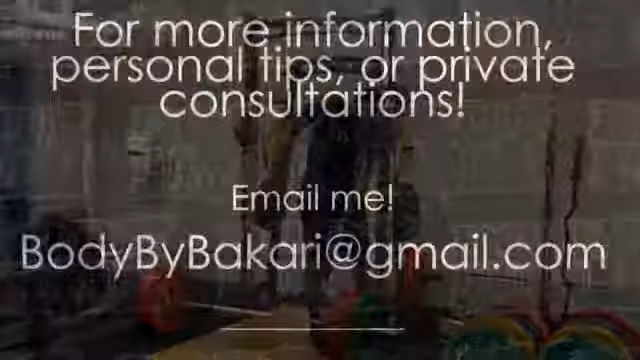 For more information,
personal tips, or private
consultations!
Email me!
BodyByBakari@gmail.com